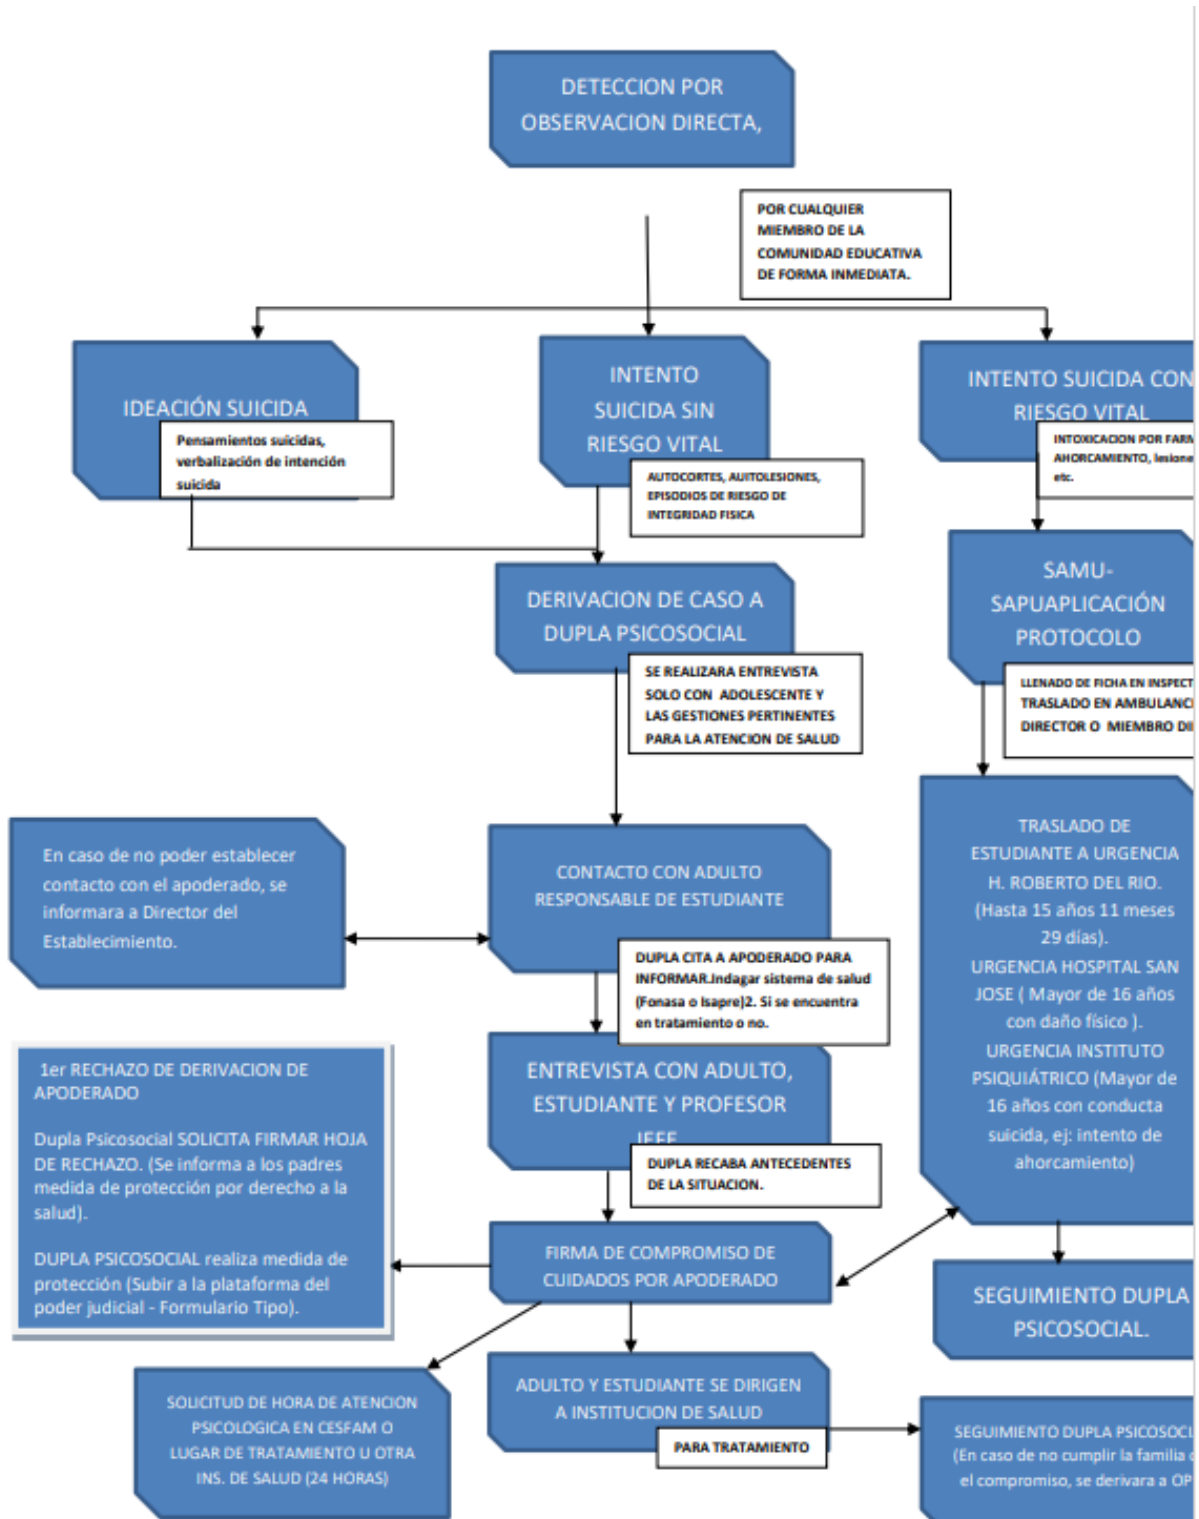 DETECCION POR
OBSERVACION DIRECTA,
POR CUALQUIER
MIEMBRO DE LA
COMUNIDAD EDUCATIVA
DE FORMA INMEDIATA.
IDEACIÓN SUICIDA
Pensamientos suicidas,
verbalización de intención
suicida
INTENTO
SUICIDA SIN
RIESGO VITAL
AUTOCORTES, AUITOLESIONES,
EPISODIOS DE RIESGO DE
INTEGRIDAD FISICA
INTENTO SUICIDA CON
RIESGO VITAL
INTOXICACION POR
AHORCAMIENTO,
etc.
DERIVACION DE CASO A
DUPLA PSICOSOCIAL
SE REALIZARA ENTREVISTA
SOLO CON ADOLESCENTE Y
LAS GESTIONES PERTINENTES
PARA LA ATENCION DE SALUD
SAMU-
SAPUAPLICACIÓN
PROTOCOLO
LLENADO DE FICHA EN
TRASLADO EN
DIRECTOR O MIEMBRO
En caso de no poder establecer
contacto con el apoderado, se
informara a Director del
Establecimiento.
CONTACTO CON ADULTO
RESPONSABLE DE ESTUDIANTE
DUPLA CITA A APODERADO PARA
INFORMAR.Indagar sistema de salud
(Fonasa o Isapre)2. Si se encuentra
en tratamiento o no.
TRASLADO DE
ESTUDIANTE A URGENCIA
H. ROBERTO DEL RIO.
(Hasta 15 años 11 meses
29 días).
URGENCIA HOSPITAL SAN
JOSE ( Mayor de 16 años
con daño físico ).
URGENCIA INSTITUTO
PSIQUIÁTRICO (Mayor de
16 años con conducta
suicida, ej: intento de
ahorcamiento)
ENTREVISTA CON ADULTO,
ESTUDIANTE Y PROFESOR
JEFE
DUPLA RECABA ANTECEDENTES
DE LA SITUACION.
1er RECHAZO DE DERIVACION DE
APODERADO
Dupla Psicosocial SOLICITA FIRMAR HOJA
DE RECHAZO. (Se informa a los padres
medida de protección por derecho a la
salud).
DUPLA PSICOSOCIAL realiza medida de
protección (Subir a la plataforma del
poder judicial - Formulario Tipo).
FIRMA DE COMPROMISO DE
CUIDADOS POR APODERADO
SEGUIMIENTO DUPLA
PSICOSOCIAL.
SOLICITUD DE HORA DE ATENCION
PSICOLOGICA EN CESFAM O
LUGAR DE TRATAMIENTO U OTRA
INS. DE SALUD (24 HORAS)
ADULTO Y ESTUDIANTE SE DIRIGEN
A INSTITUCION DE SALUD
PARA TRATAMIENTO
SEGUIMIENTO DUPLA
(En caso de no cumplir la familia
el compromiso, se derivara a